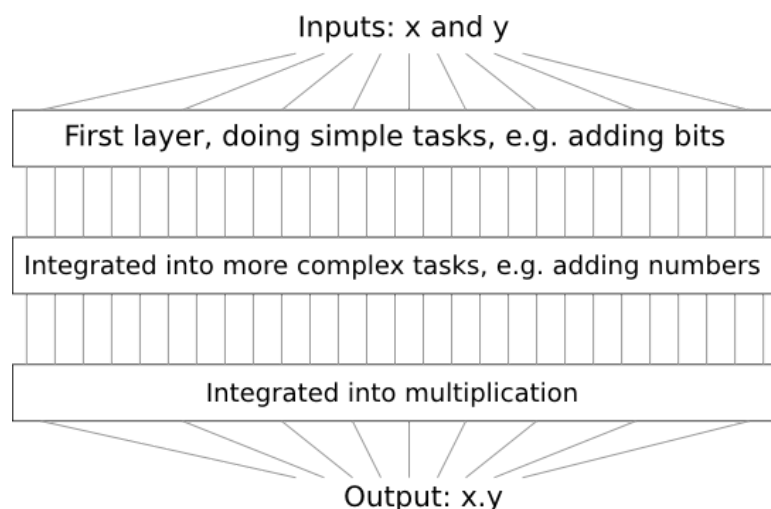 Inputs: x and y
First layer, doing simple tasks, e.g. adding bits
Integrated into more complex tasks, e.g. adding numbers
Integrated into multiplication
Output: x.y